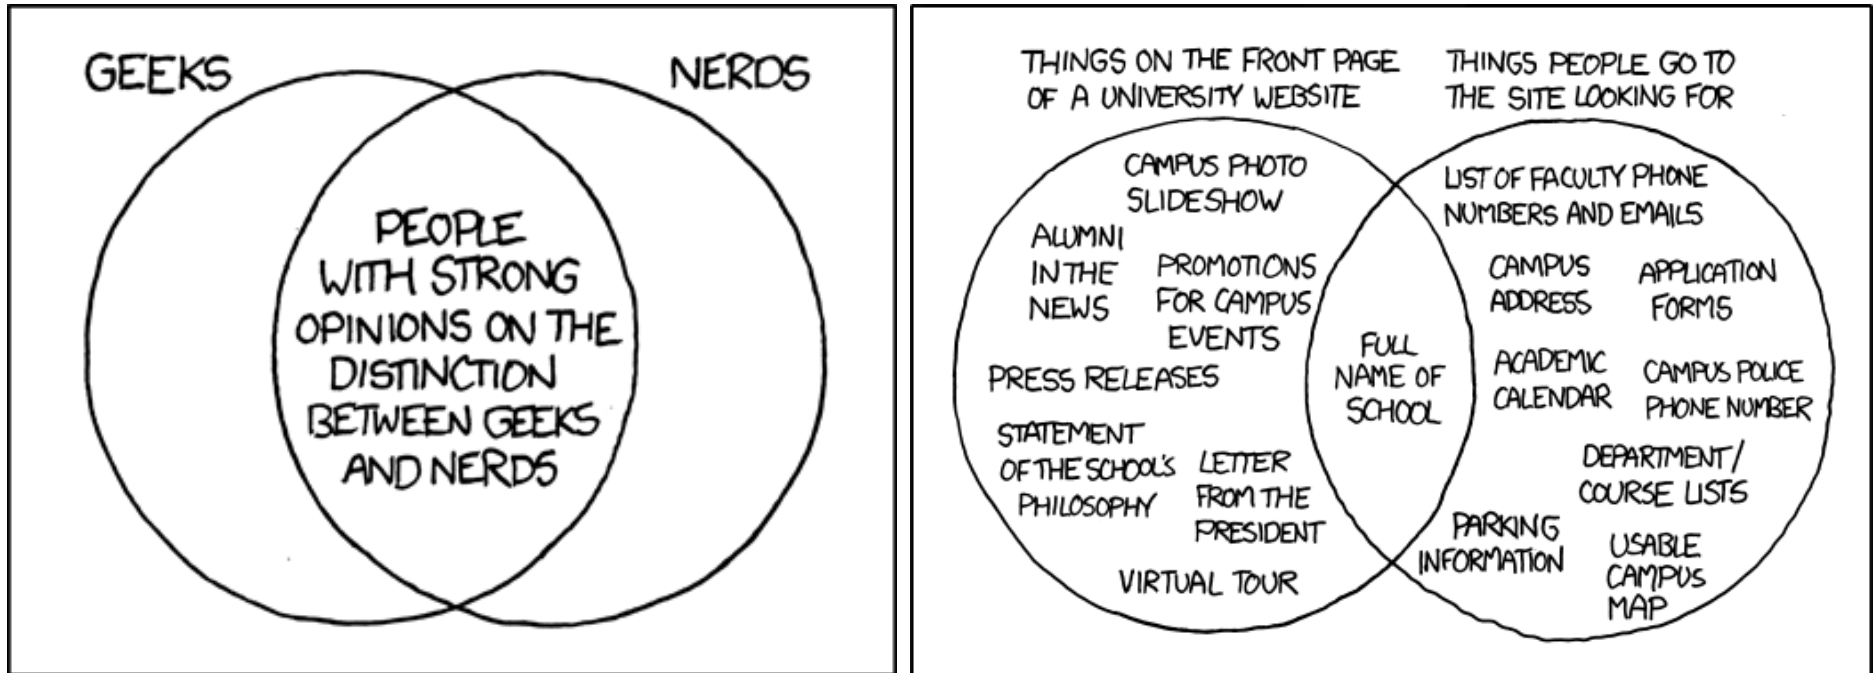 GEEKS
NERDS
PEOPLE
WITH STRONG
OPINIONS ON THE
DISTINCTION
BETWEEN GEEKS
AND NERDS
THINGS ON THE FRONT PAGE
OF A UNIVERSITY WEBSITE
THINGS PEOPLE GO TO
THE SITE LOOKING FOR
CAMPUS PHOTO
SLIDESHOW
ALUMNI
IN THE
NEWS
PROMOTIONS
FOR CAMPUS
EVENTS
PRESS RELEASES
STATEMENT
OF THE SCHOOL'S
PHILOSOPHY
LETTER
FROM THE
PRESIDENT
VIRTUAL TOUR
FULL
NAME OF
SCHOOL
LIST OF FACULTY PHONE
NUMBERS AND EMAILS
CAMPUS
ADDRESS
APPLICATION
FORMS
ACADEMIC
CALENDAR
CAMPUS POLICE
PHONE NUMBER
DEPARTMENT/
COURSE LISTS
PARKING
INFORMATION
USABLE
CAMPUS
MAP